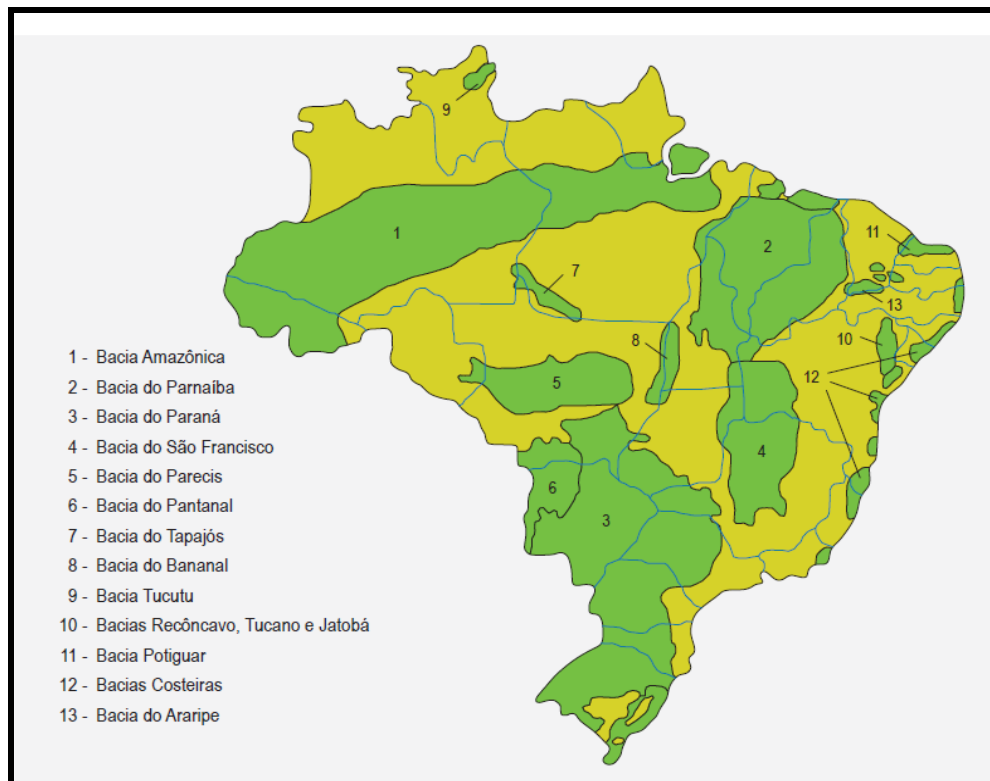 9
1
2
11
7
13
8
10
5
12
4
6
3
1 - Bacia Amazônica
2 - Bacia do Parnaíba
3 - Bacia do Paraná
4 - Bacia do São Francisco
5 - Bacia do Parecis
6 - Bacia do Pantanal
7 - Bacia do Tapajós
8 - Bacia do Bananal
9 - Bacia Tucutu
10 - Bacias Recôncavo, Tucano e Jatobá
11 - Bacia Potiguar
12 - Bacias Costeiras
13 - Bacia do Araripe